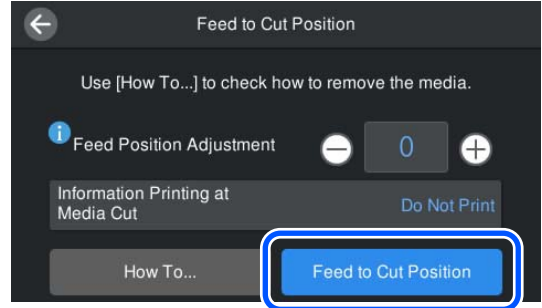 Feed to Cut Position
Use [How To...] to check how to remove the media.
i
Feed Position Adjustment
0
Information Printing at
Media Cut
Do Not Print
How To...
Feed to Cut Position